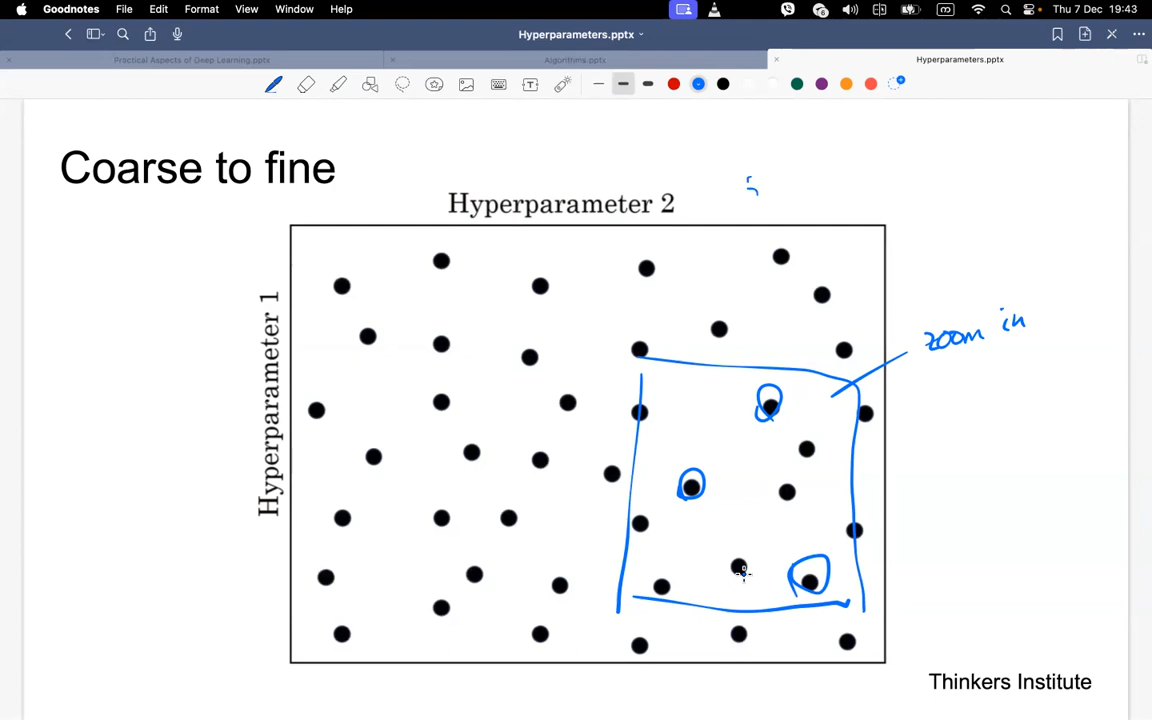 Goodnotes File Edit Format View Window Help Thu 7 Dec 19:43
Hyperparameters.pptx
Practical Aspects of Deep Learning.pptx Algorithms.pptx Hyperparameters.pptx
Coarse to fine
Hyperparameter 2
Hyperparameter 1
zoom in
Thinkers Institute